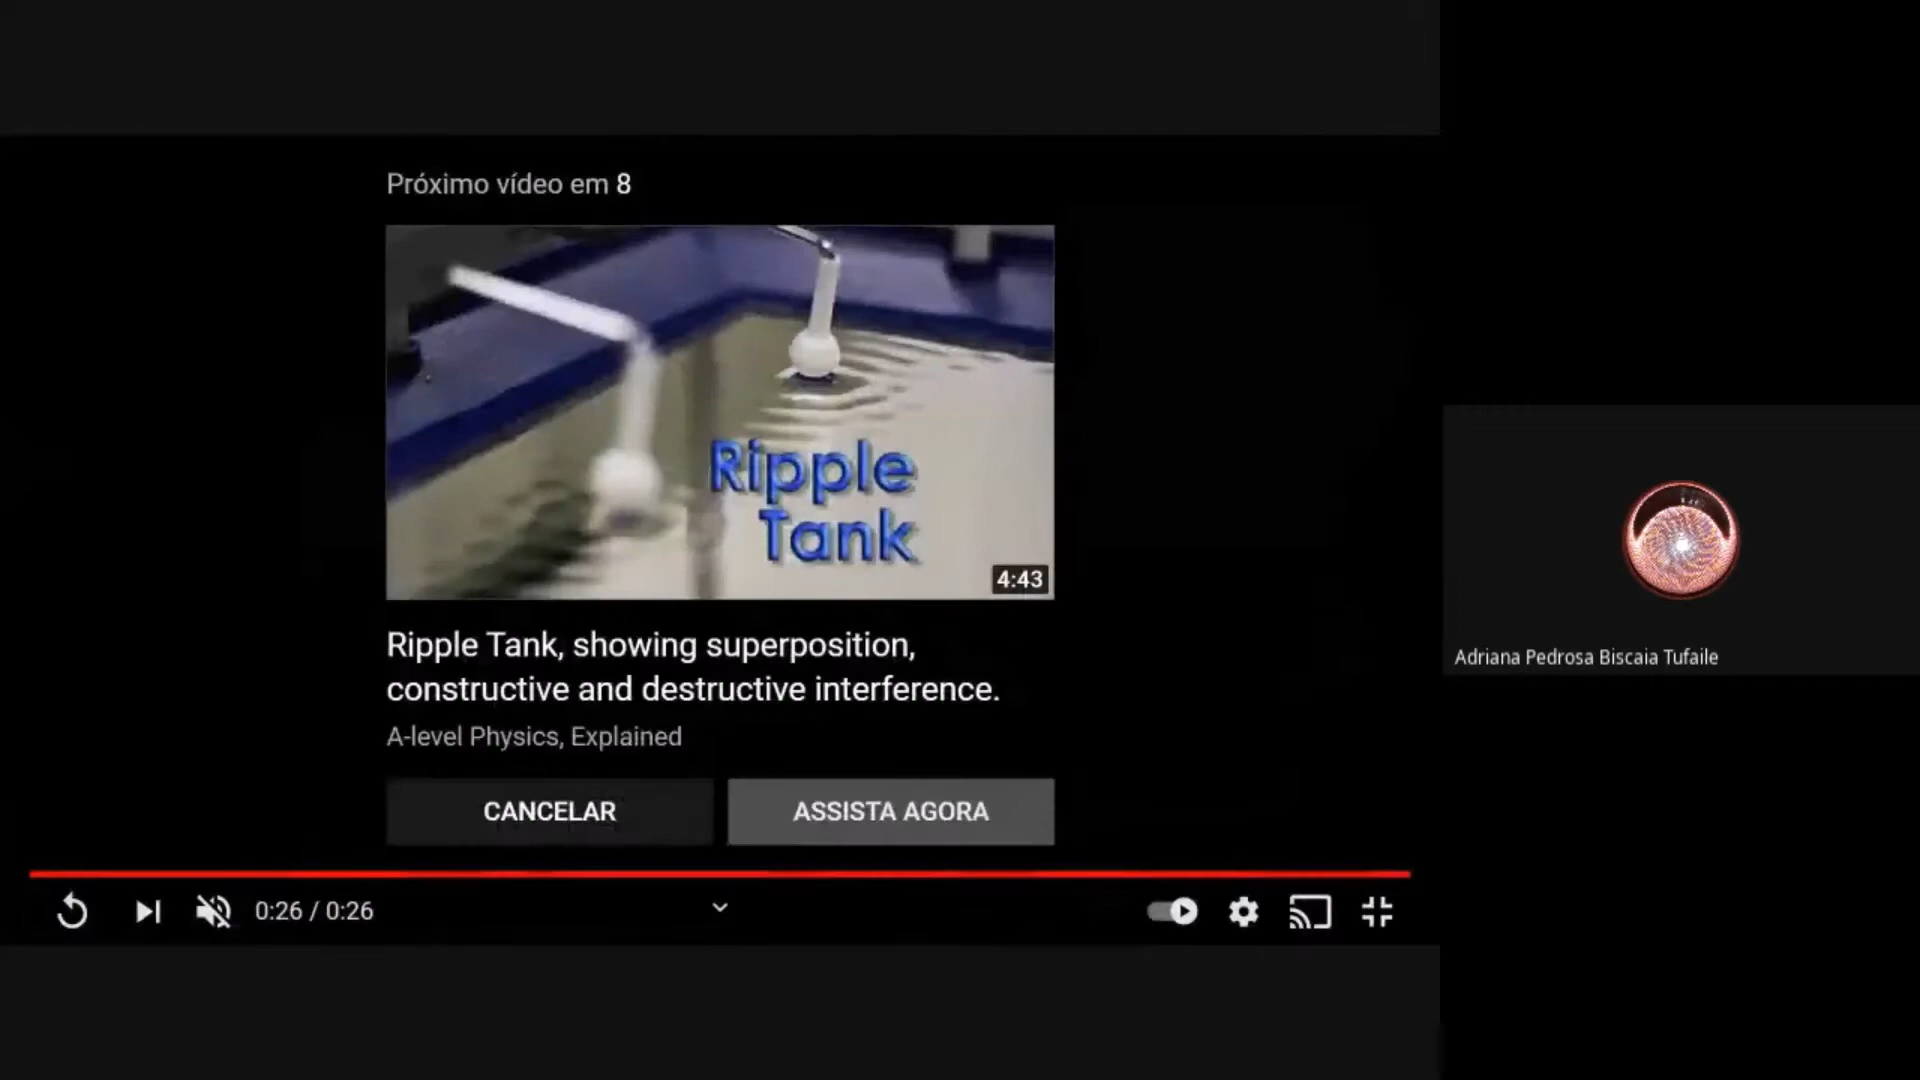 Próximo vídeo em 8
Ripple
Tank
4:43
Ripple Tank, showing superposition,
constructive and destructive interference.
A-level Physics, Explained
CANCELAR
ASSISTA AGORA
0:26 / 0:26
Adriana Pedrosa Biscaia Tufaile